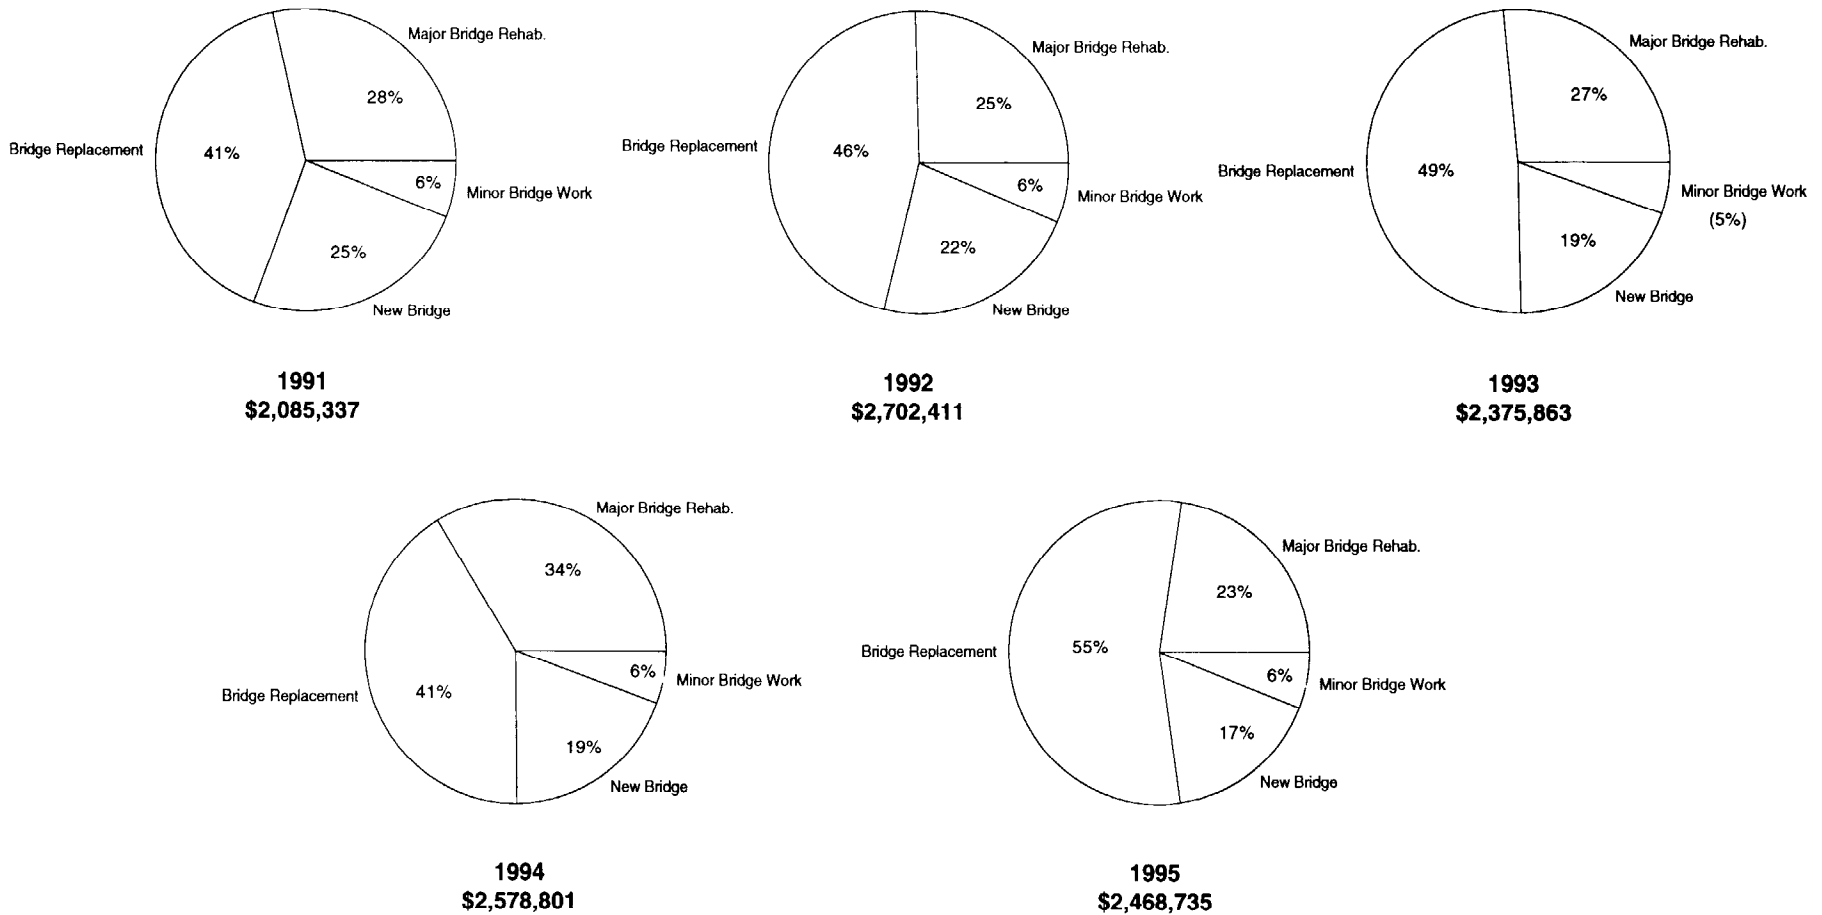 Major Bridge Rehab.
28%
Bridge Replacement
41%
6%
Minor Bridge Work
25%
New Bridge
1991
$2,085,337
Major Bridge Rehab.
25%
Bridge Replacement
46%
6%
Minor Bridge Work
22%
New Bridge
1992
$2,702,411
Major Bridge Rehab.
27%
Bridge Replacement
49%
Minor Bridge Work
(5%)
19%
New Bridge
1993
$2,375,863
Major Bridge Rehab.
34%
6%
Minor Bridge Work
Bridge Replacement
41%
19%
New Bridge
1994
$2,578,801
Major Bridge Rehab.
23%
Bridge Replacement
55%
6%
Minor Bridge Work
17%
New Bridge
1995
$2,468,735